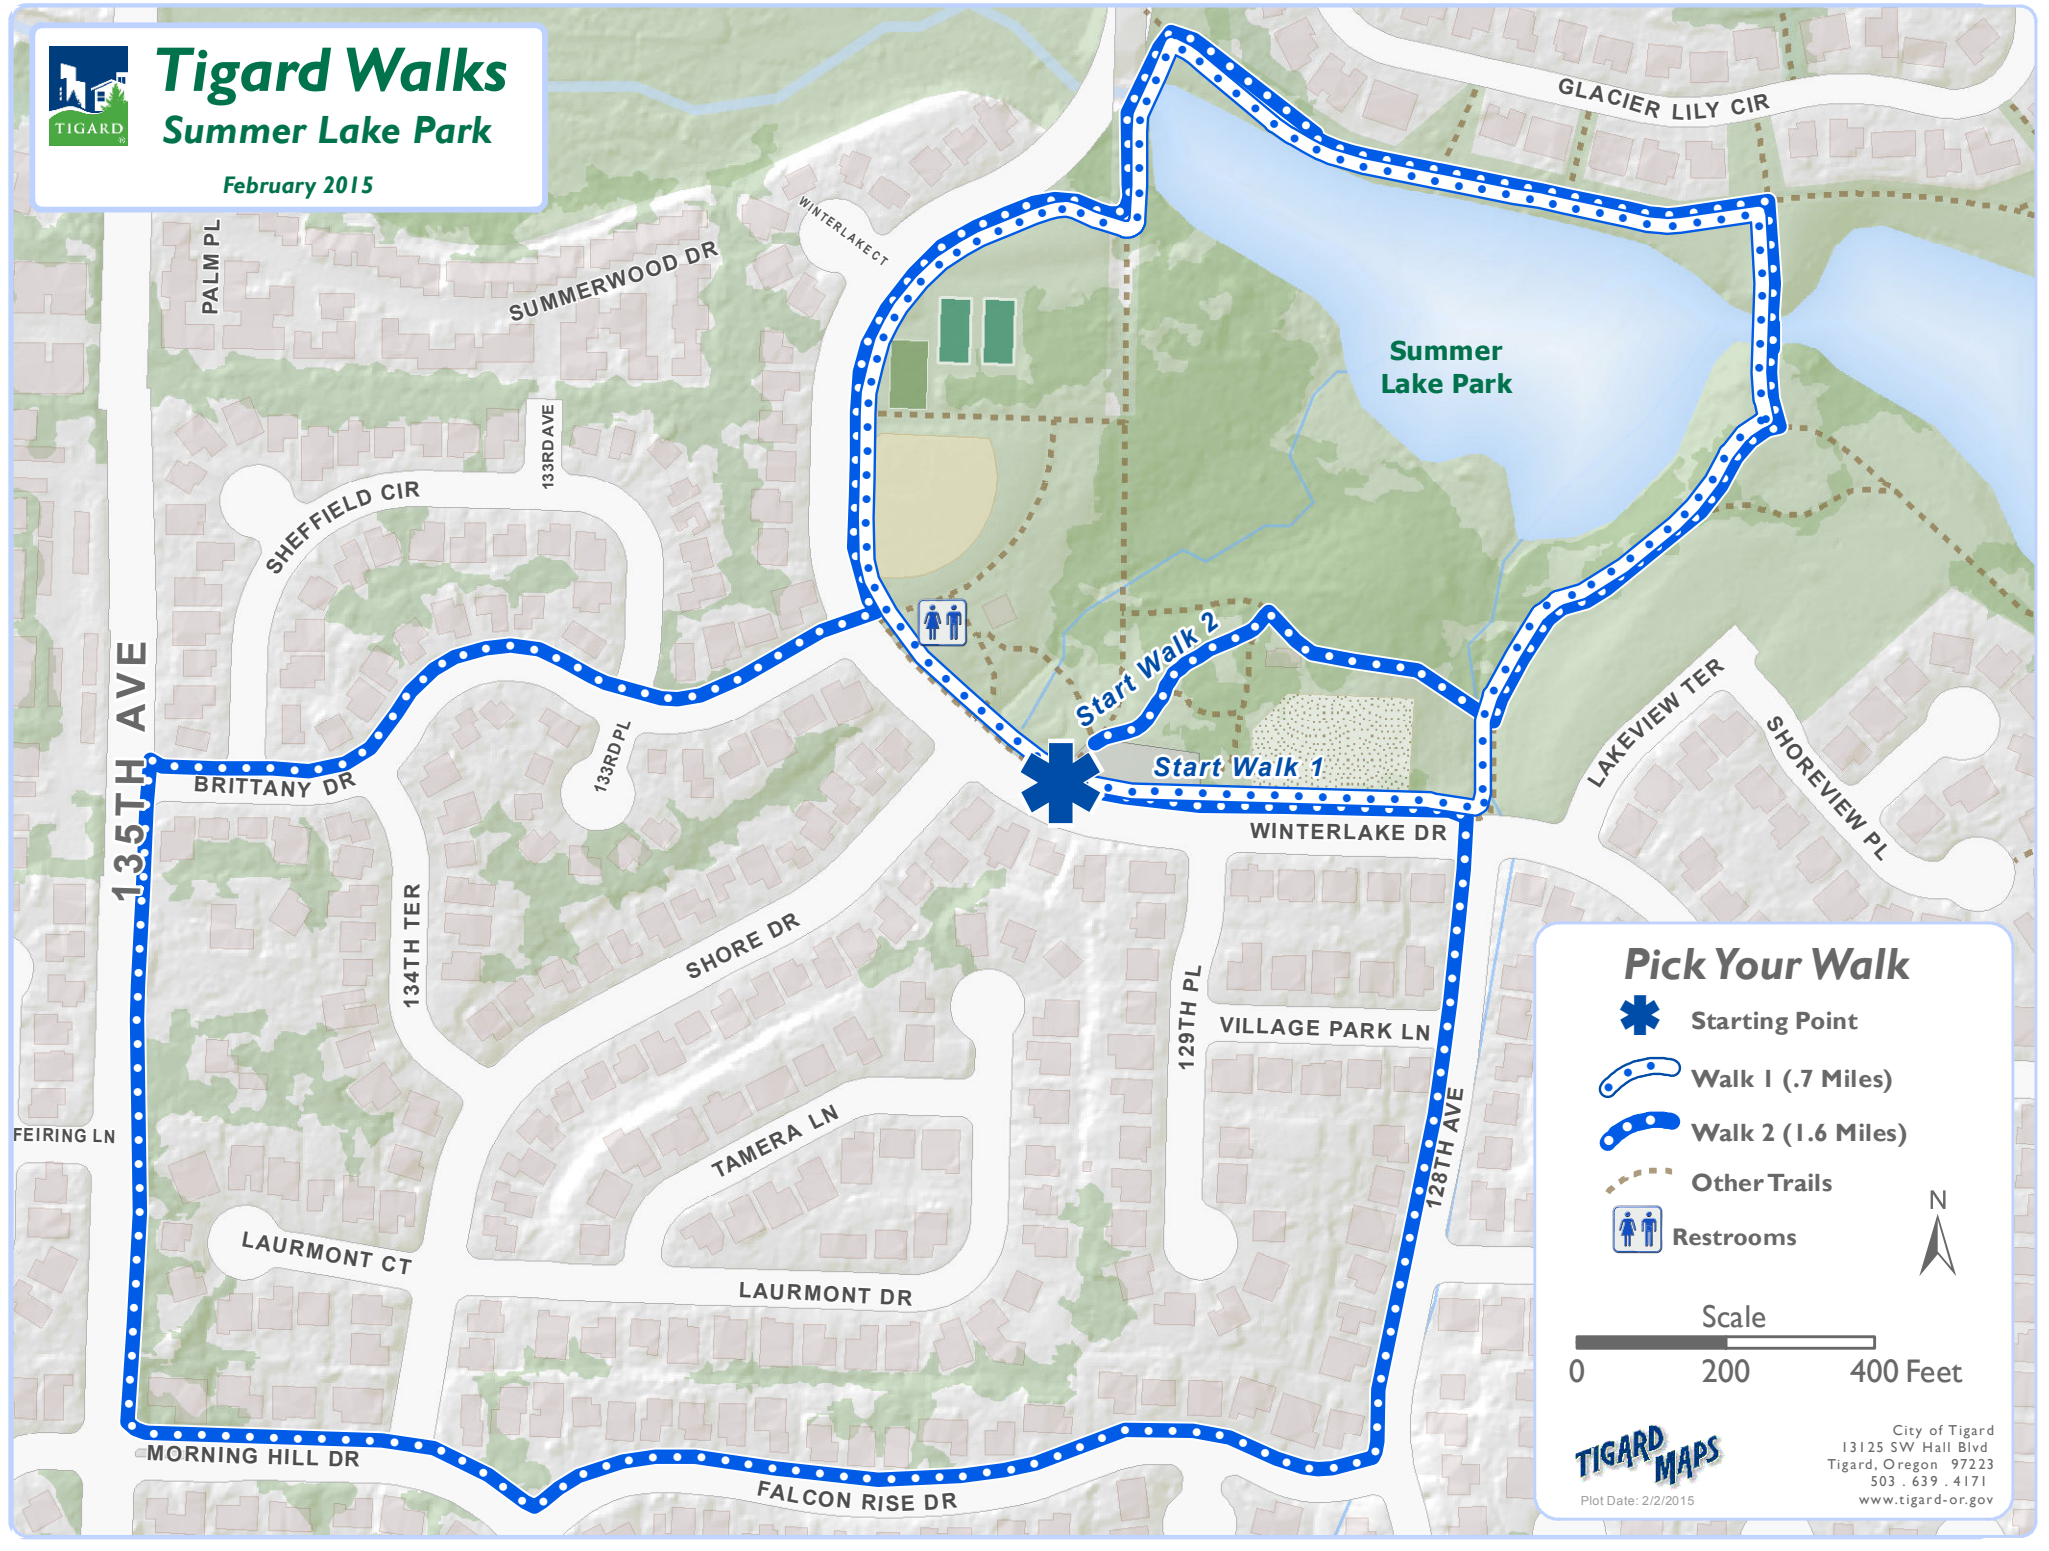 Tigard Walks
Summer Lake Park
February 2015
TIGARD
®
GLACIER LILY CIR
WINTERLAKE CT
PALM PL
SUMMERWOOD DR
Summer
Lake Park
133RD AVE
SHEFFIELD CIR
Start Walk 2
135TH AVE
LAKEVIEW TER
SHOREVIEW PL
133RD PL
BRITTANY DR
Start Walk 1
WINTERLAKE DR
134TH TER
SHORE DR
129TH PL
VILLAGE PARK LN
128TH AVE
FEIRING LN
TAMERA LN
LAURMONT CT
LAURMONT DR
MORNING HILL DR
FALCON RISE DR
Pick Your Walk
Starting Point
Walk 1 (.7 Miles)
Walk 2 (1.6 Miles)
Other Trails
Restrooms
N
Scale
0 200 400 Feet
TIGARD
MAPS
Plot Date: 2/2/2015
City of Tigard
13125 SW Hall Blvd
Tigard, Oregon 97223
503 . 639 . 4171
www.tigard-or.gov